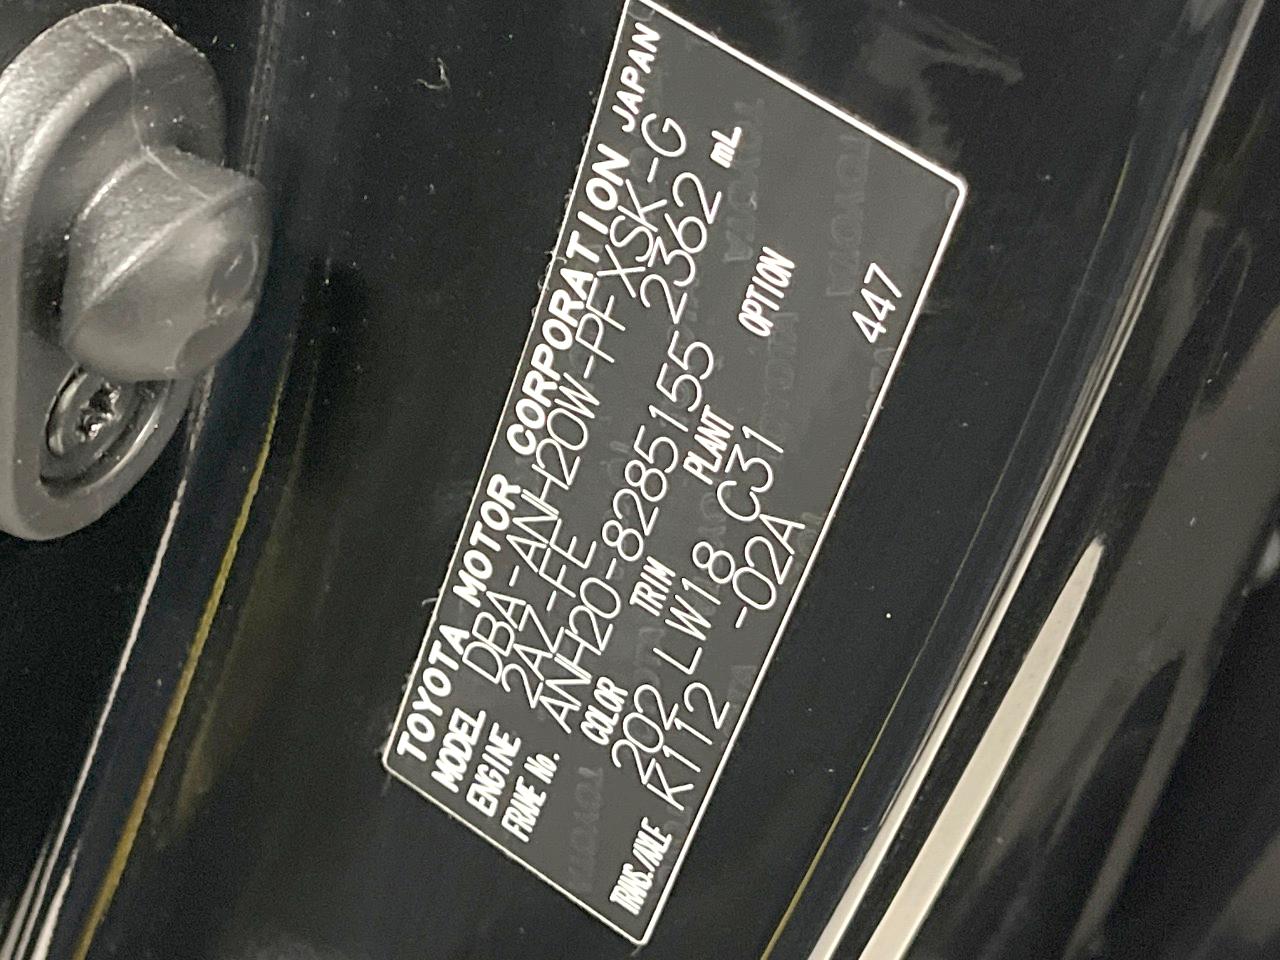 TOYOTA MOTOR CORPORATION JAPAN
MODEL DBA-ANH20W-PFXSK-G
ENGINE 2AZ-FE 2362 mL
FRAME No. ANH20-8285155
COLOR TRIM PLANT OPTION
202 LW18 C31
TRANS./AXLE K112 -02A 447